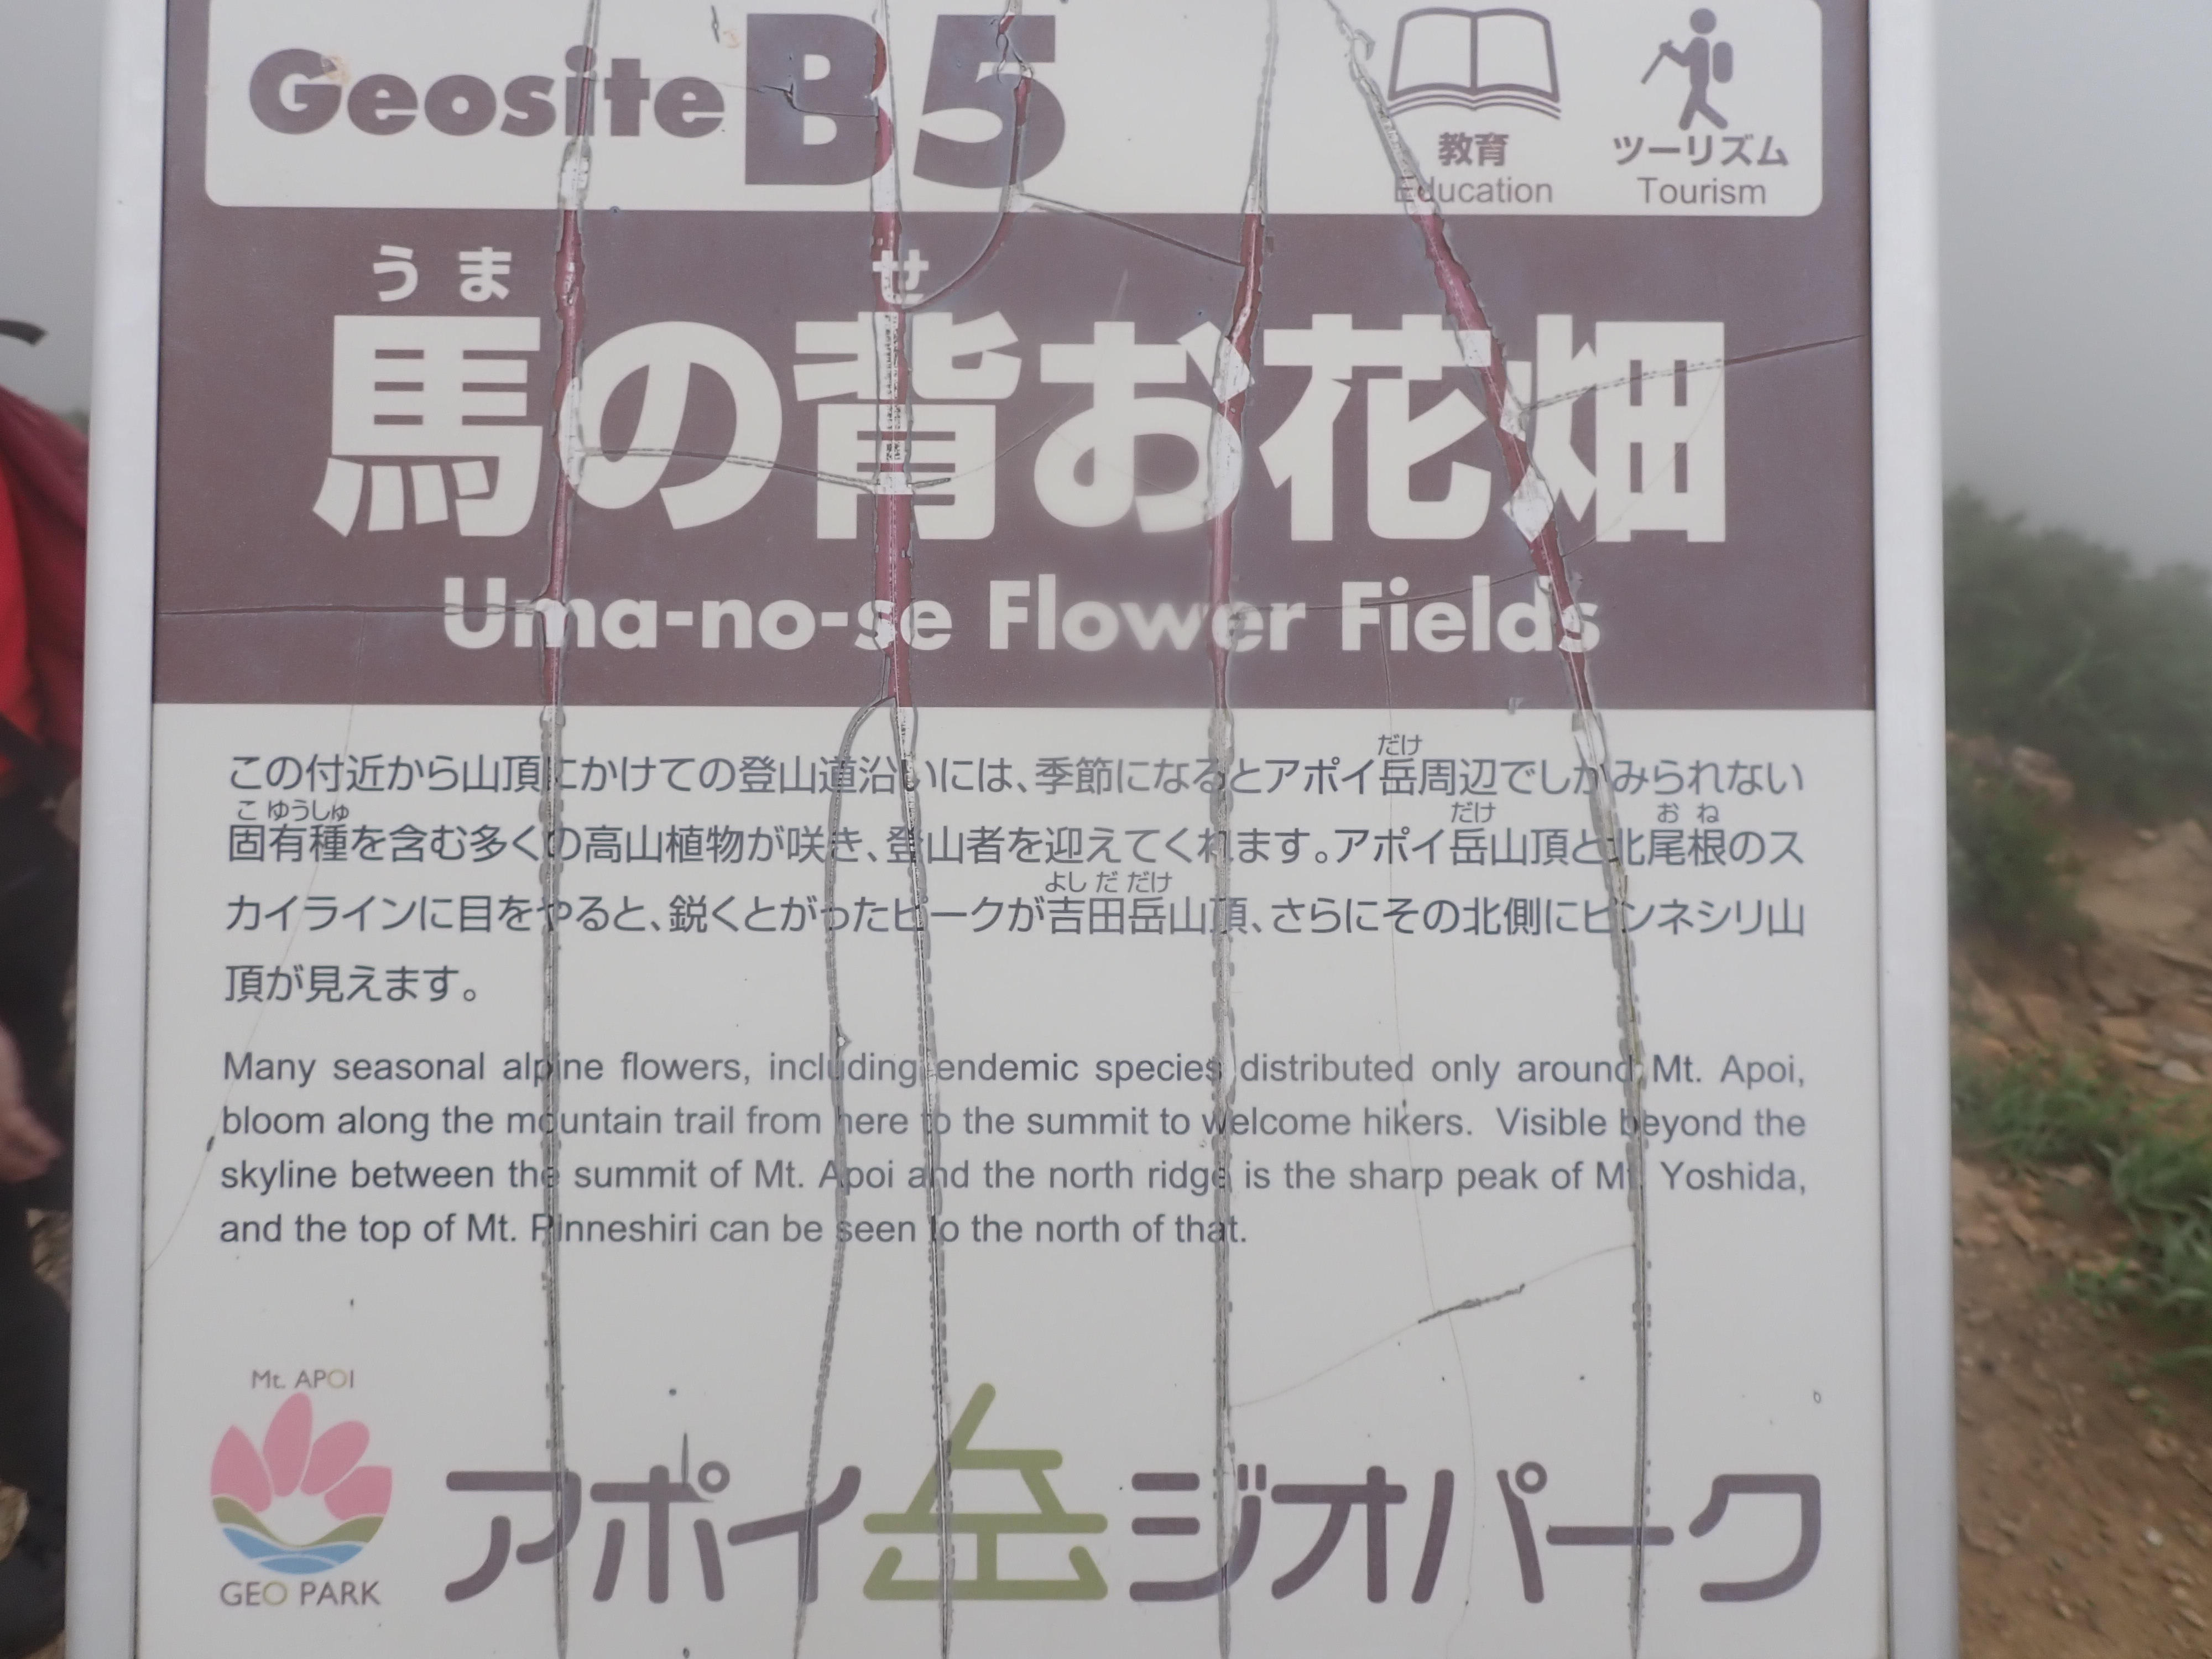 Geosite B5
教育
Education
ツーリズム
Tourism
うま せ
馬の背お花畑
Uma-no-se Flower Fields
だけ
この付近から山頂にかけての登山道沿いには、季節になるとアポイ岳周辺でしかみられない
こ ゆうしゅ だけ お ね
固有種を含む多くの高山植物が咲き、登山者を迎えてくれます。アポイ岳山頂と北尾根のス
よし だ だけ
カイラインに目をやると、鋭くとがったピークが吉田岳山頂、さらにその北側にピンネシリ山
頂が見えます。
Many seasonal alpine flowers, including endemic species distributed only around Mt. Apoi,
bloom along the mountain trail from here to the summit to welcome hikers. Visible beyond the
skyline between the summit of Mt. Apoi and the north ridge is the sharp peak of Mt. Yoshida,
and the top of Mt. Pinneshiri can be seen to the north of that.
Mt. APOI
GEO PARK
アポイ岳ジオパーク